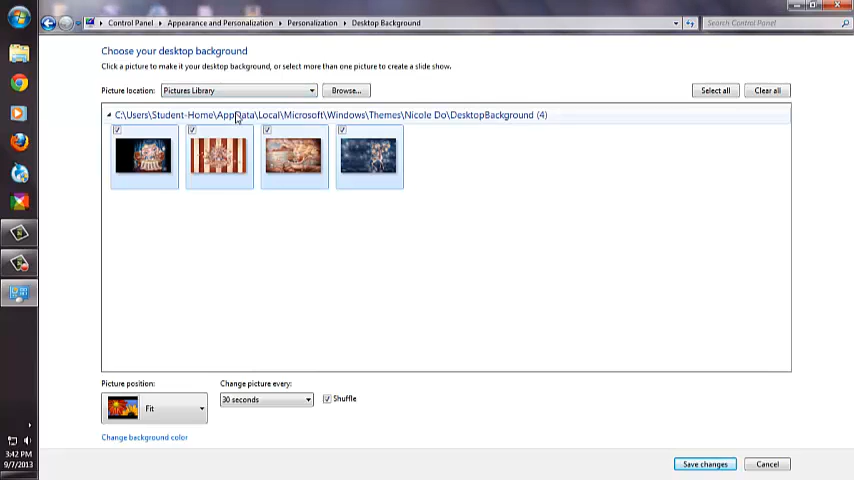 Control Panel ▸ Appearance and Personalization ▸ Personalization ▸ Desktop Background
Search Control Panel
Choose your desktop background
Click a picture to make it your desktop background, or select more than one picture to create a slide show.
Picture location: Pictures Library Browse... Select all Clear all
C:\Users\Student-Home\AppData\Local\Microsoft\Windows\Themes\Nicole Do\DesktopBackground (4)
Picture position: Change picture every:
Fit 30 seconds Shuffle
Change background color
3:42 PM
9/7/2013
Save changes Cancel